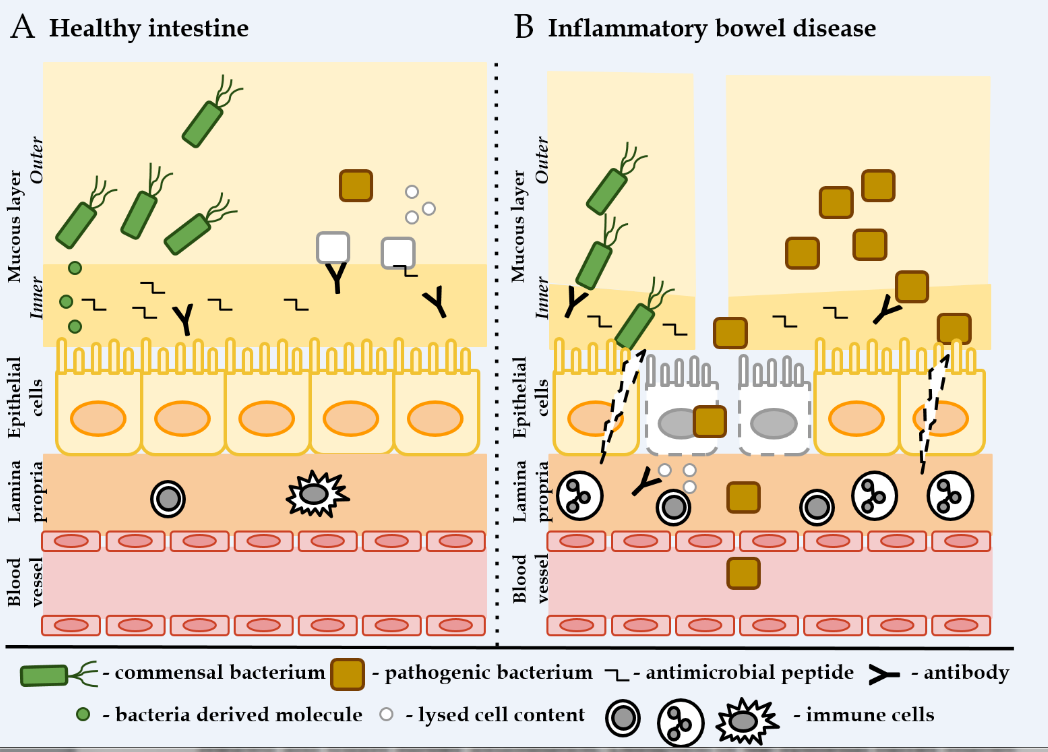 A Healthy intestine
B Inflammatory bowel disease
Mucous layer
Outer
Inner
Epithelial
cells
Lamina
propria
Blood
vessel
Mucous layer
Outer
Inner
Epithelial
cells
Lamina
propria
Blood
vessel
- commensal bacterium - pathogenic bacterium - antimicrobial peptide - antibody
- bacteria derived molecule - lysed cell content - immune cells